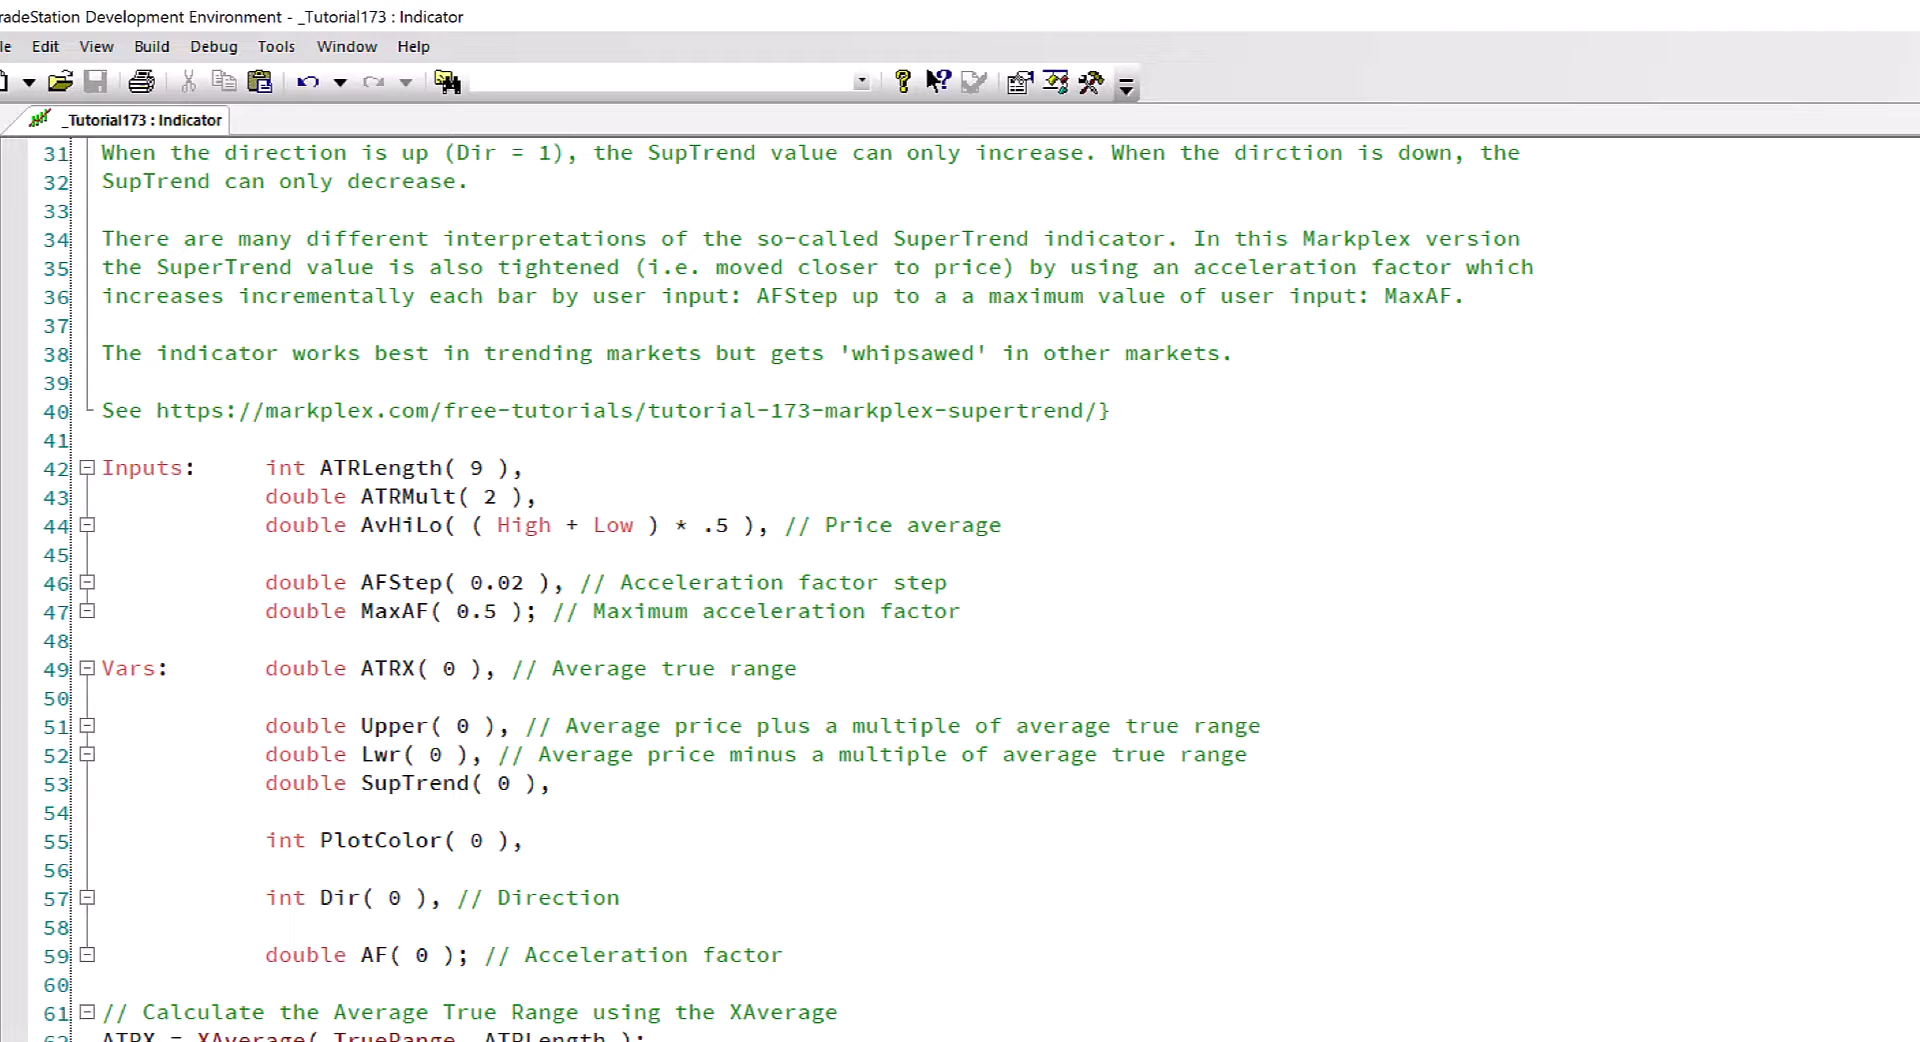 radeStation Development Environment - _Tutorial173 : Indicator
le Edit View Build Debug Tools Window Help
_Tutorial173 : Indicator
31 When the direction is up (Dir = 1), the SupTrend value can only increase. When the dirction is down, the
32 SupTrend can only decrease.
33
34 There are many different interpretations of the so-called SuperTrend indicator. In this Markplex version
35 the SuperTrend value is also tightened (i.e. moved closer to price) by using an acceleration factor which
36 increases incrementally each bar by user input: AFStep up to a a maximum value of user input: MaxAF.
37
38 The indicator works best in trending markets but gets 'whipsawed' in other markets.
39
40 See https://markplex.com/free-tutorials/tutorial-173-markplex-supertrend/}
41
42 Inputs: int ATRLength( 9 ),
43 double ATRMult( 2 ),
44 double AvHiLo( ( High + Low ) * .5 ), // Price average
45
46 double AFStep( 0.02 ), // Acceleration factor step
47 double MaxAF( 0.5 ); // Maximum acceleration factor
48
49 Vars: double ATRX( 0 ), // Average true range
50
51 double Upper( 0 ), // Average price plus a multiple of average true range
52 double Lwr( 0 ), // Average price minus a multiple of average true range
53 double SupTrend( 0 ),
54
55 int PlotColor( 0 ),
56
57 int Dir( 0 ), // Direction
58
59 double AF( 0 ); // Acceleration factor
60
61 // Calculate the Average True Range using the XAverage
62 ATRX = XAverage( TrueRange, ATRLength );